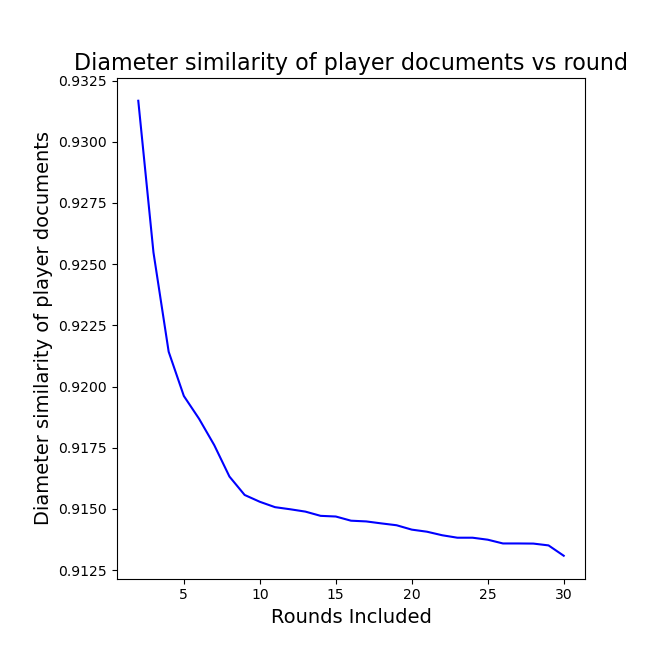 Diameter similarity of player documents vs round
Diameter similarity of player documents
0.9325
0.9300
0.9275
0.9250
0.9225
0.9200
0.9175
0.9150
0.9125
5 10 15 20 25 30
Rounds Included